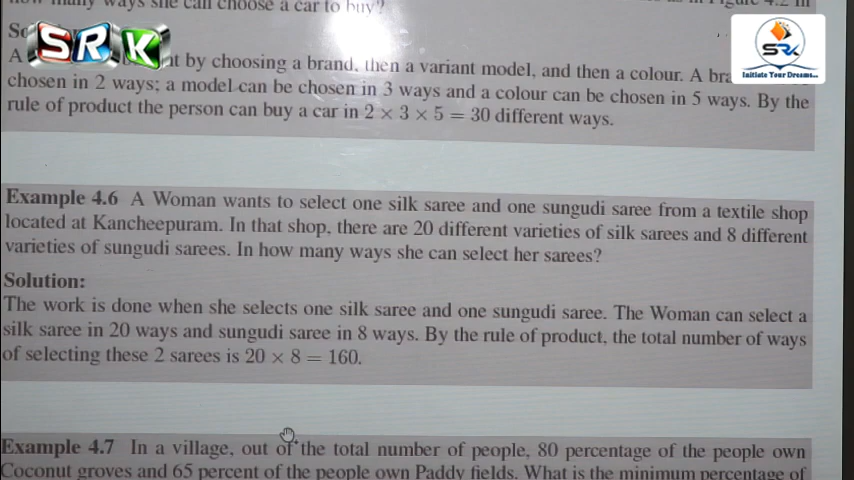 how many ways she can choose a car to buy?
SRK
SRK
Initiate Your Dreams...
A
t by choosing a brand, then a variant model, and then a colour. A bra
chosen in 2 ways; a model can be chosen in 3 ways and a colour can be chosen in 5 ways. By the
rule of product the person can buy a car in 2 × 3 × 5 = 30 different ways.
Example 4.6 A Woman wants to select one silk saree and one sungudi saree from a textile shop
located at Kancheepuram. In that shop, there are 20 different varieties of silk sarees and 8 different
varieties of sungudi sarees. In how many ways she can select her sarees?
Solution:
The work is done when she selects one silk saree and one sungudi saree. The Woman can select a
silk saree in 20 ways and sungudi saree in 8 ways. By the rule of product, the total number of ways
of selecting these 2 sarees is 20 × 8 = 160.
Example 4.7 In a village, out of the total number of people, 80 percentage of the people own
Coconut groves and 65 percent of the people own Paddy fields. What is the minimum percentage of